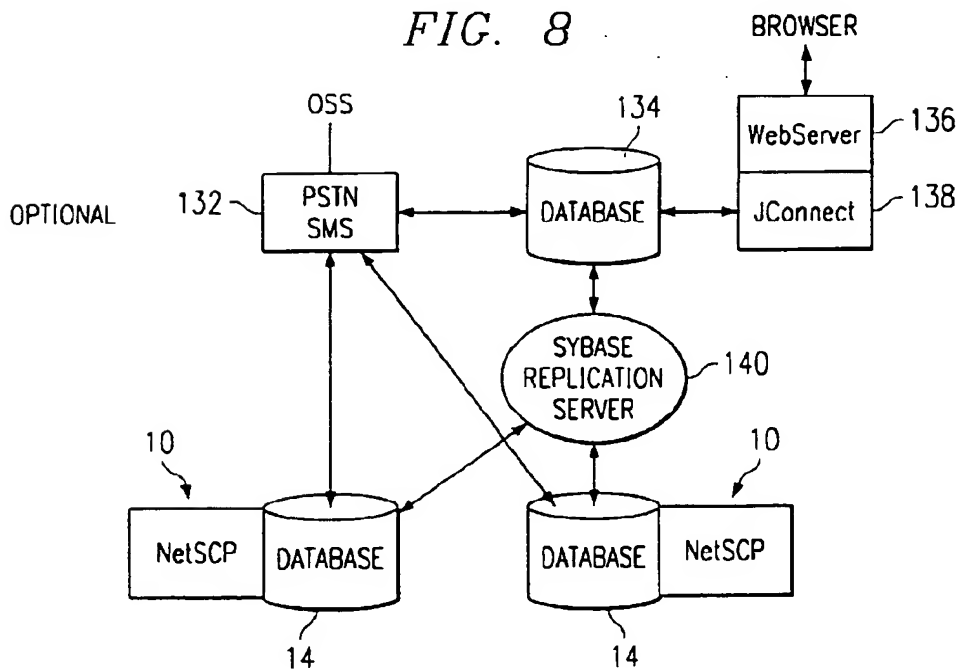 FIG. 8
BROWSER
OSS
134
WebServer
136
OPTIONAL
132
PSTN
SMS
DATABASE
JConnect
138
SYBASE
REPLICATION
SERVER
140
10
10
NetSCP
DATABASE
DATABASE
NetSCP
14
14